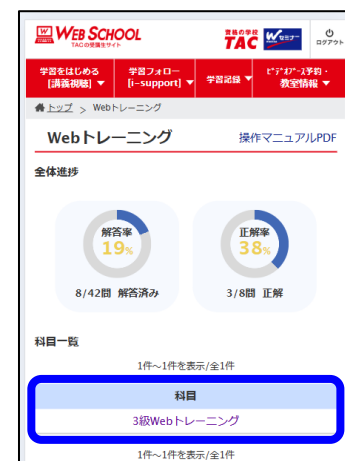 WEB SCHOOL
TACの受講生サイト
資格の学校
TAC
Wセミナー
ログアウト
学習をはじめる
[講義視聴] ▼
学習フォロー
[i-support] ▼
学習記録 ▼
ビデオブース予約・
教室情報 ▼
トップ > Webトレーニング
Webトレーニング
操作マニュアルPDF
全体進捗
解答率
19%
8/42問 解答済み
正解率
38%
3/8問 正解
科目一覧
1件～1件を表示/全1件
科目
3級Webトレーニング
1件～1件を表示/全1件